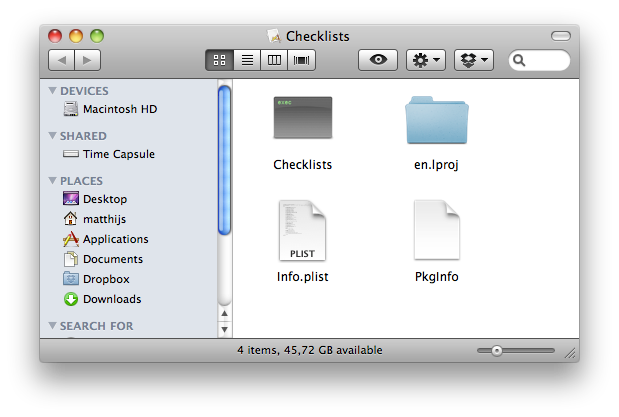 Checklists
DEVICES
Macintosh HD
SHARED
Time Capsule
PLACES
Desktop
matthijs
Applications
Documents
Dropbox
Downloads
SEARCH FOR
exec
Checklists
en.lproj
PLIST
Info.plist
PkgInfo
4 items, 45,72 GB available